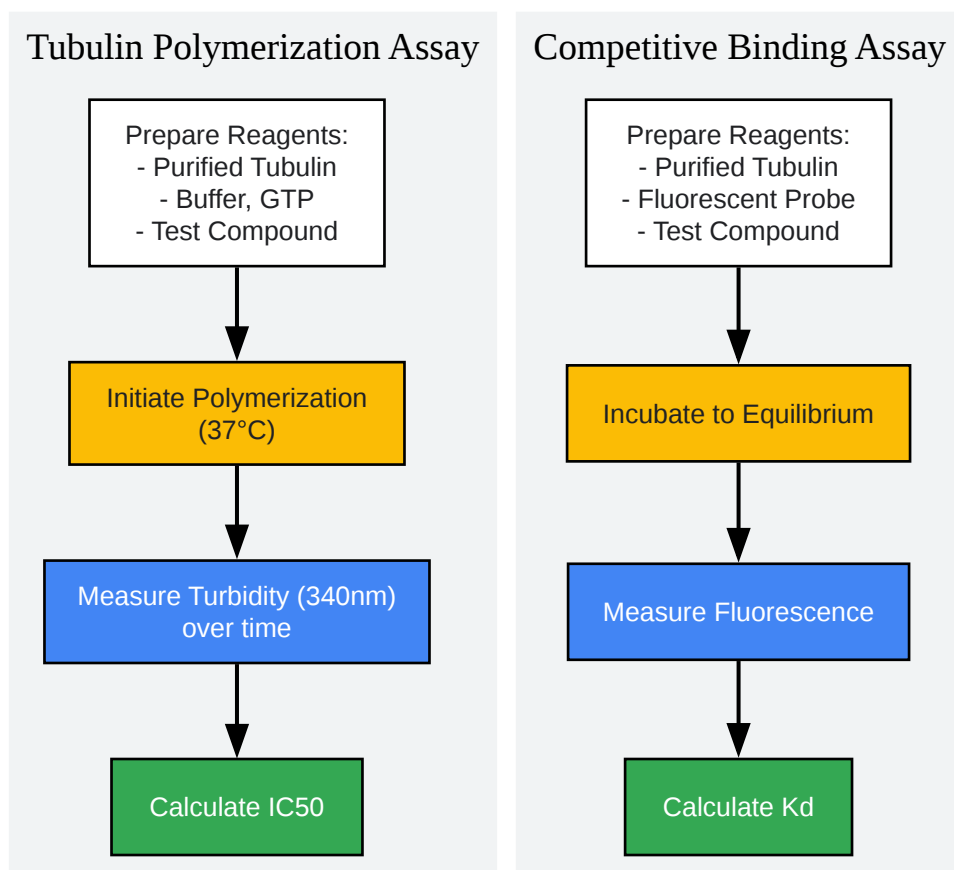 Tubulin Polymerization Assay
Prepare Reagents:
- Purified Tubulin
- Buffer, GTP
- Test Compound
Initiate Polymerization
(37°C)
Measure Turbidity (340nm)
over time
Calculate IC50
Competitive Binding Assay
Prepare Reagents:
- Purified Tubulin
- Fluorescent Probe
- Test Compound
Incubate to Equilibrium
Measure Fluorescence
Calculate Kd